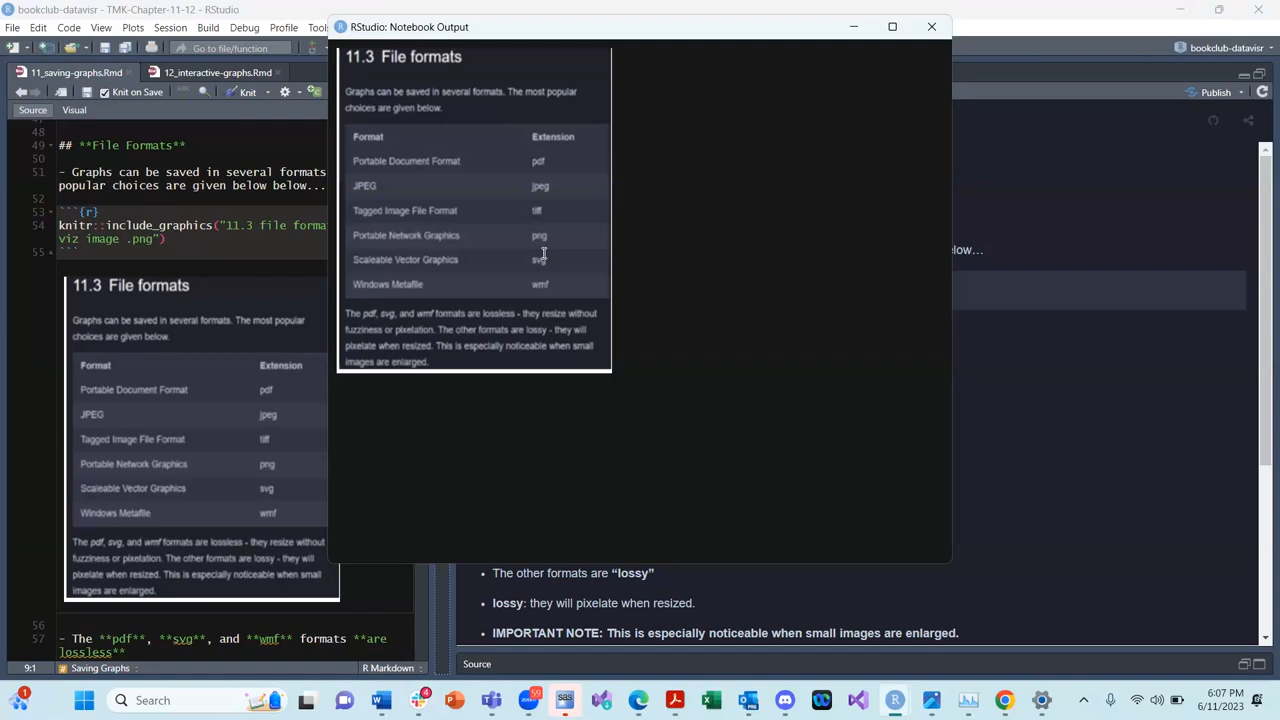 bookclub-datavisr - TMK-Chapter-11-12 - RStudio
File Edit Code View Plots Session Build Debug Profile Tools
Go to file/function
bookclub-datavisr
11_saving-graphs.Rmd
12_interactive-graphs.Rmd
Knit on Save
Knit
Publish
Source Visual
48
49 ## **File Formats**
50
51 - Graphs can be saved in several formats
popular choices are given below below...
52
53 ```{r}
54 knitr::include_graphics("11.3 file forma
viz image .png")
55 ```
11.3 File formats
Graphs can be saved in several formats. The most popular
choices are given below.
Format Extension
Portable Document Format pdf
JPEG jpeg
Tagged Image File Format tiff
Portable Network Graphics png
Scaleable Vector Graphics svg
Windows Metafile wmf
The pdf, svg, and wmf formats are lossless - they resize without
fuzziness or pixelation. The other formats are lossy - they will
pixelate when resized. This is especially noticeable when small
images are enlarged.
56
57 - The **pdf**, **svg**, and **wmf** formats **are
lossless**
9:1 Saving Graphs R Markdown
RStudio: Notebook Output
11.3 File formats
Graphs can be saved in several formats. The most popular
choices are given below.
Format Extension
Portable Document Format pdf
JPEG jpeg
Tagged Image File Format tiff
Portable Network Graphics png
Scaleable Vector Graphics svg
Windows Metafile wmf
The pdf, svg, and wmf formats are lossless - they resize without
fuzziness or pixelation. The other formats are lossy - they will
pixelate when resized. This is especially noticeable when small
images are enlarged.
elow…
• The other formats are “lossy”
• lossy: they will pixelate when resized.
• IMPORTANT NOTE: This is especially noticeable when small images are enlarged.
Source
1
Search
4
59
sas
6:07 PM
6/11/2023